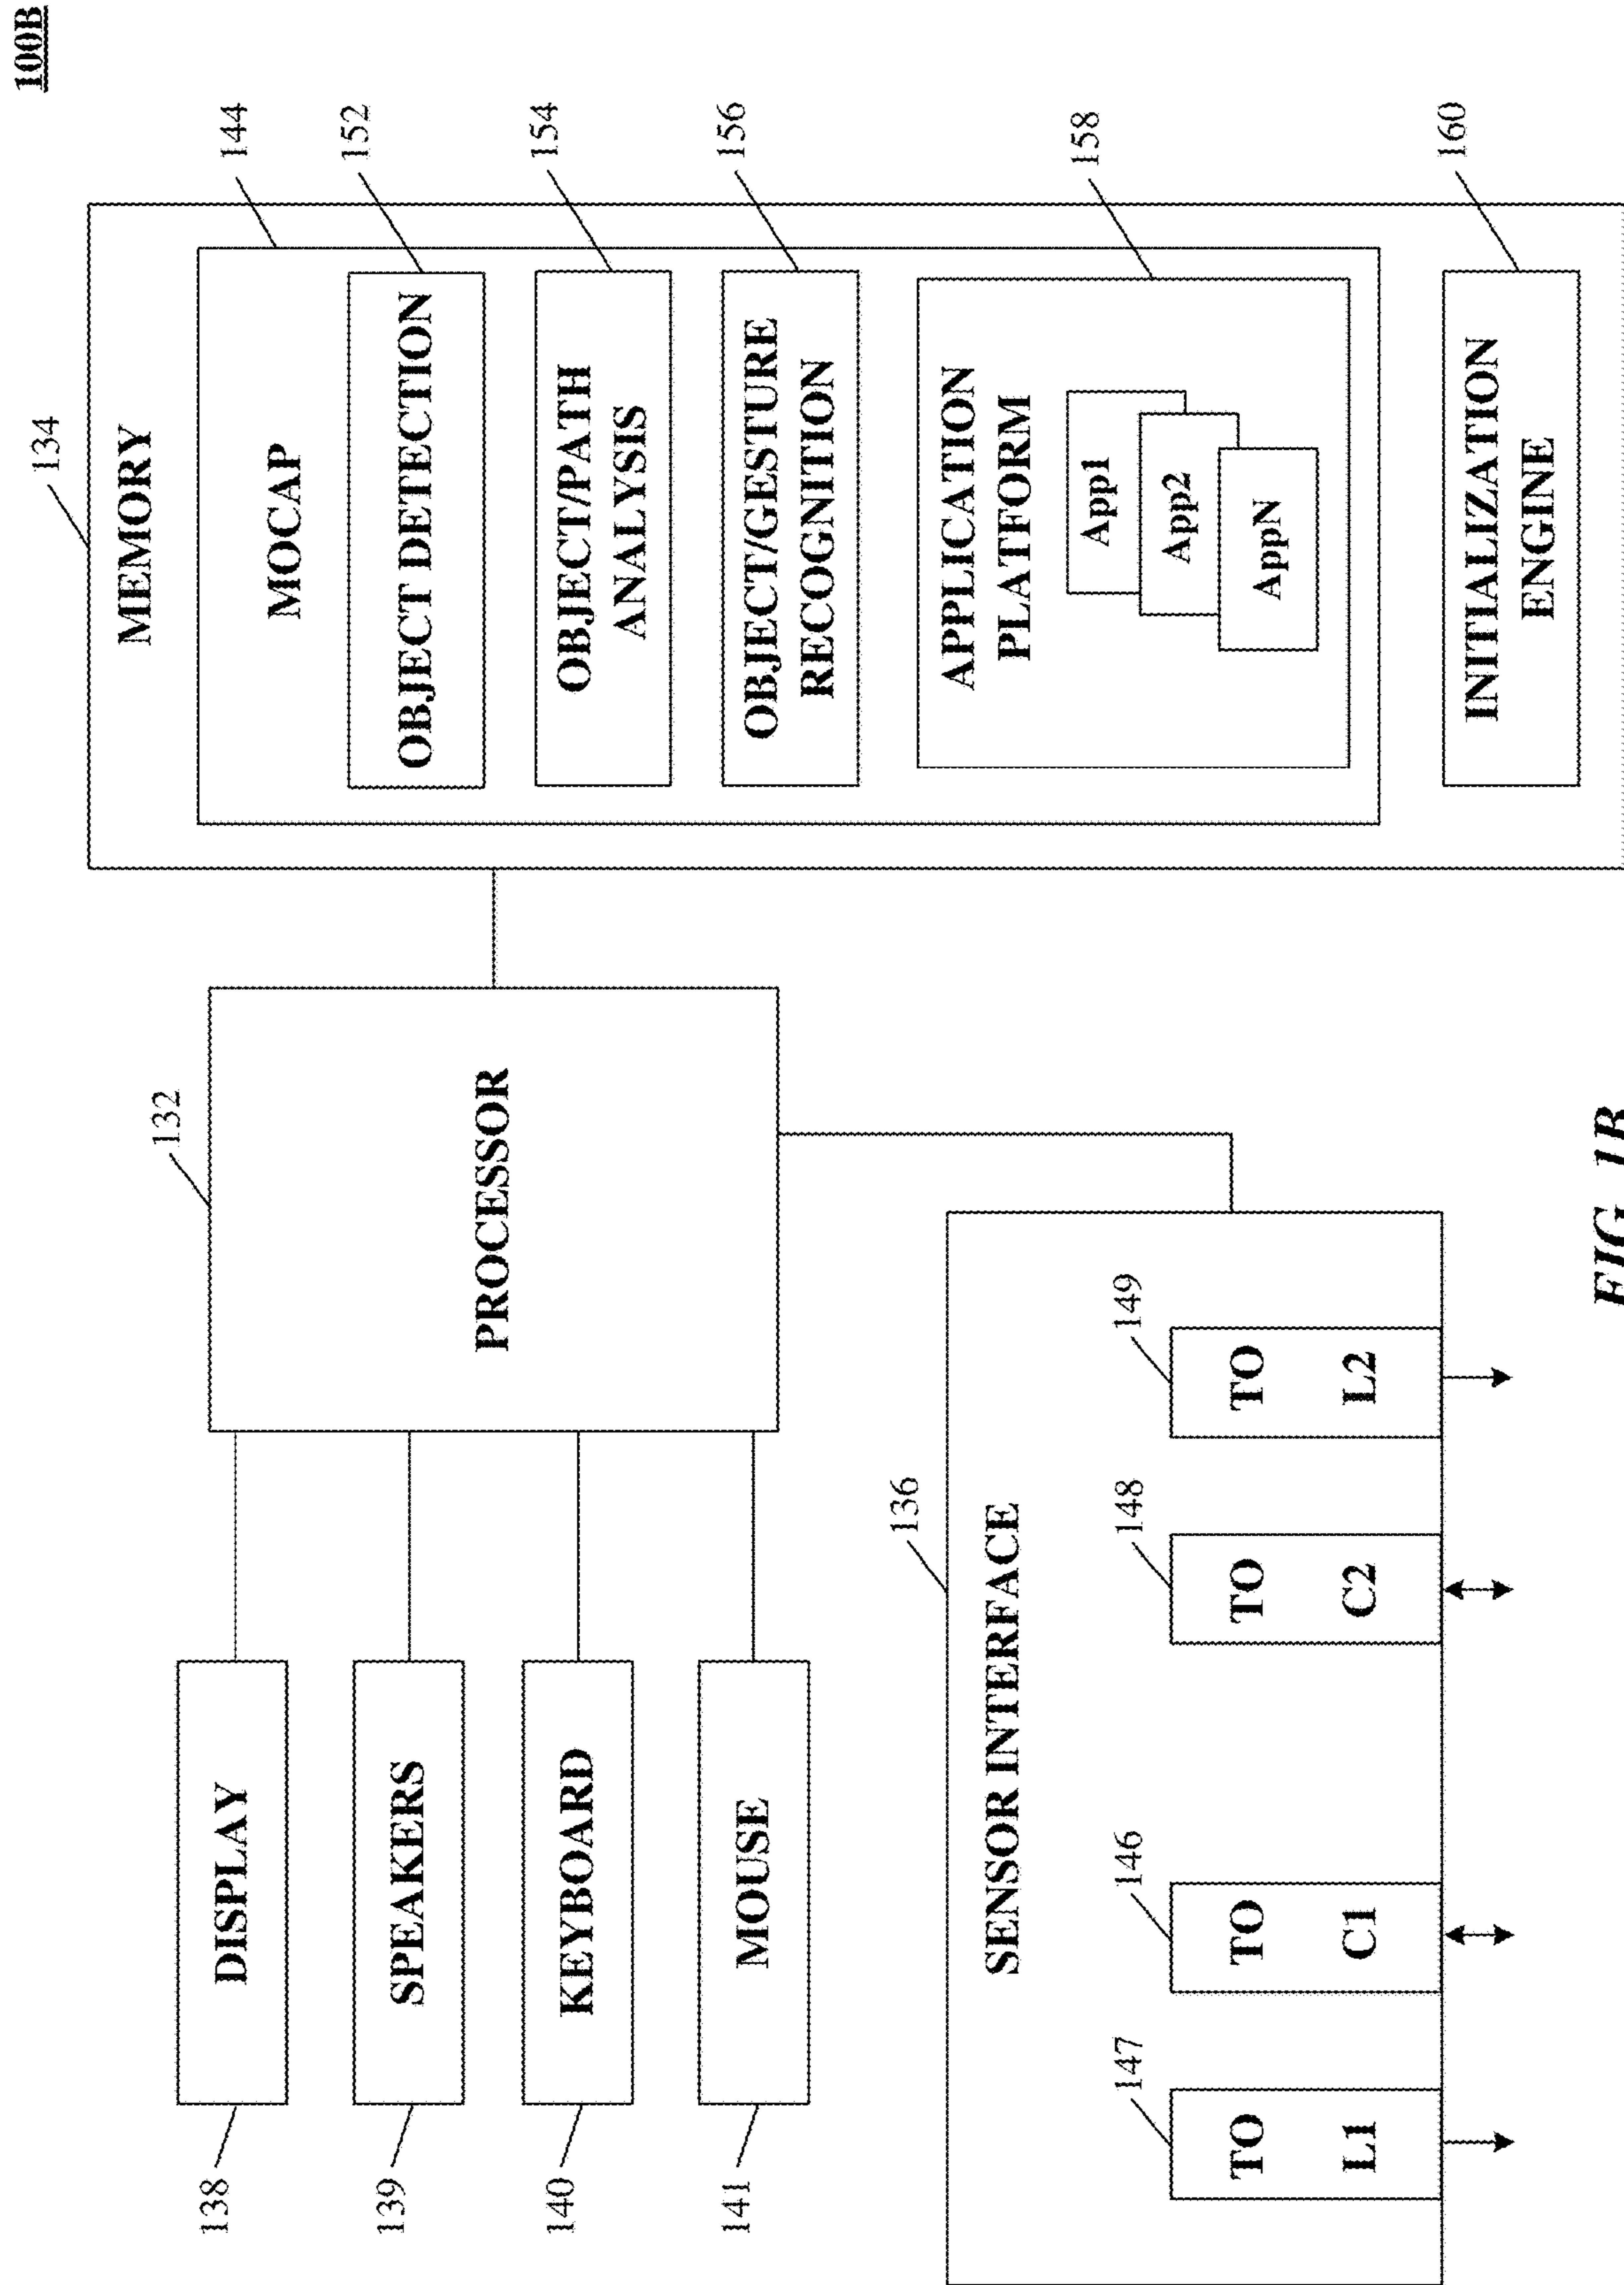 100B
138
DISPLAY
139
SPEAKERS
140
KEYBOARD
141
MOUSE
132
PROCESSOR
134
MEMORY
144
MOCAP
152
OBJECT DETECTION
154
OBJECT/PATH
ANALYSIS
156
OBJECT/GESTURE
RECOGNITION
158
APPLICATION
PLATFORM
App1
App2
AppN
160
INITIALIZATION
ENGINE
136
SENSOR INTERFACE
147
TO
L1
146
TO
C1
148
TO
C2
149
TO
L2
FIG. 1B